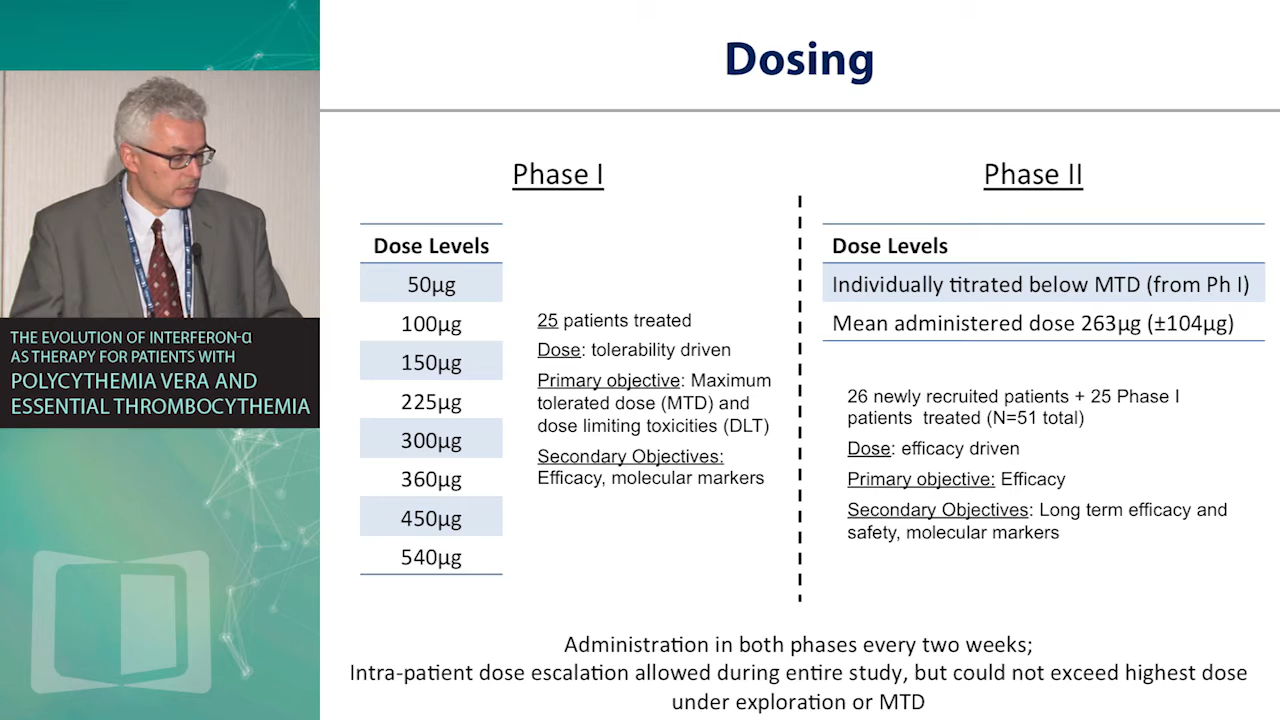 Dosing
THE EVOLUTION OF INTERFERON-α
AS THERAPY FOR PATIENTS WITH
POLYCYTHEMIA VERA AND
ESSENTIAL THROMBOCYTHEMIA
Phase I
Dose Levels
50µg
100µg
150µg
225µg
300µg
360µg
450µg
540µg
25 patients treated
Dose: tolerability driven
Primary objective: Maximum
tolerated dose (MTD) and
dose limiting toxicities (DLT)
Secondary Objectives:
Efficacy, molecular markers
Phase II
Dose Levels
Individually titrated below MTD (from Ph I)
Mean administered dose 263µg (±104µg)
26 newly recruited patients + 25 Phase I
patients treated (N=51 total)
Dose: efficacy driven
Primary objective: Efficacy
Secondary Objectives: Long term efficacy and
safety, molecular markers
Administration in both phases every two weeks;
Intra-patient dose escalation allowed during entire study, but could not exceed highest dose
under exploration or MTD